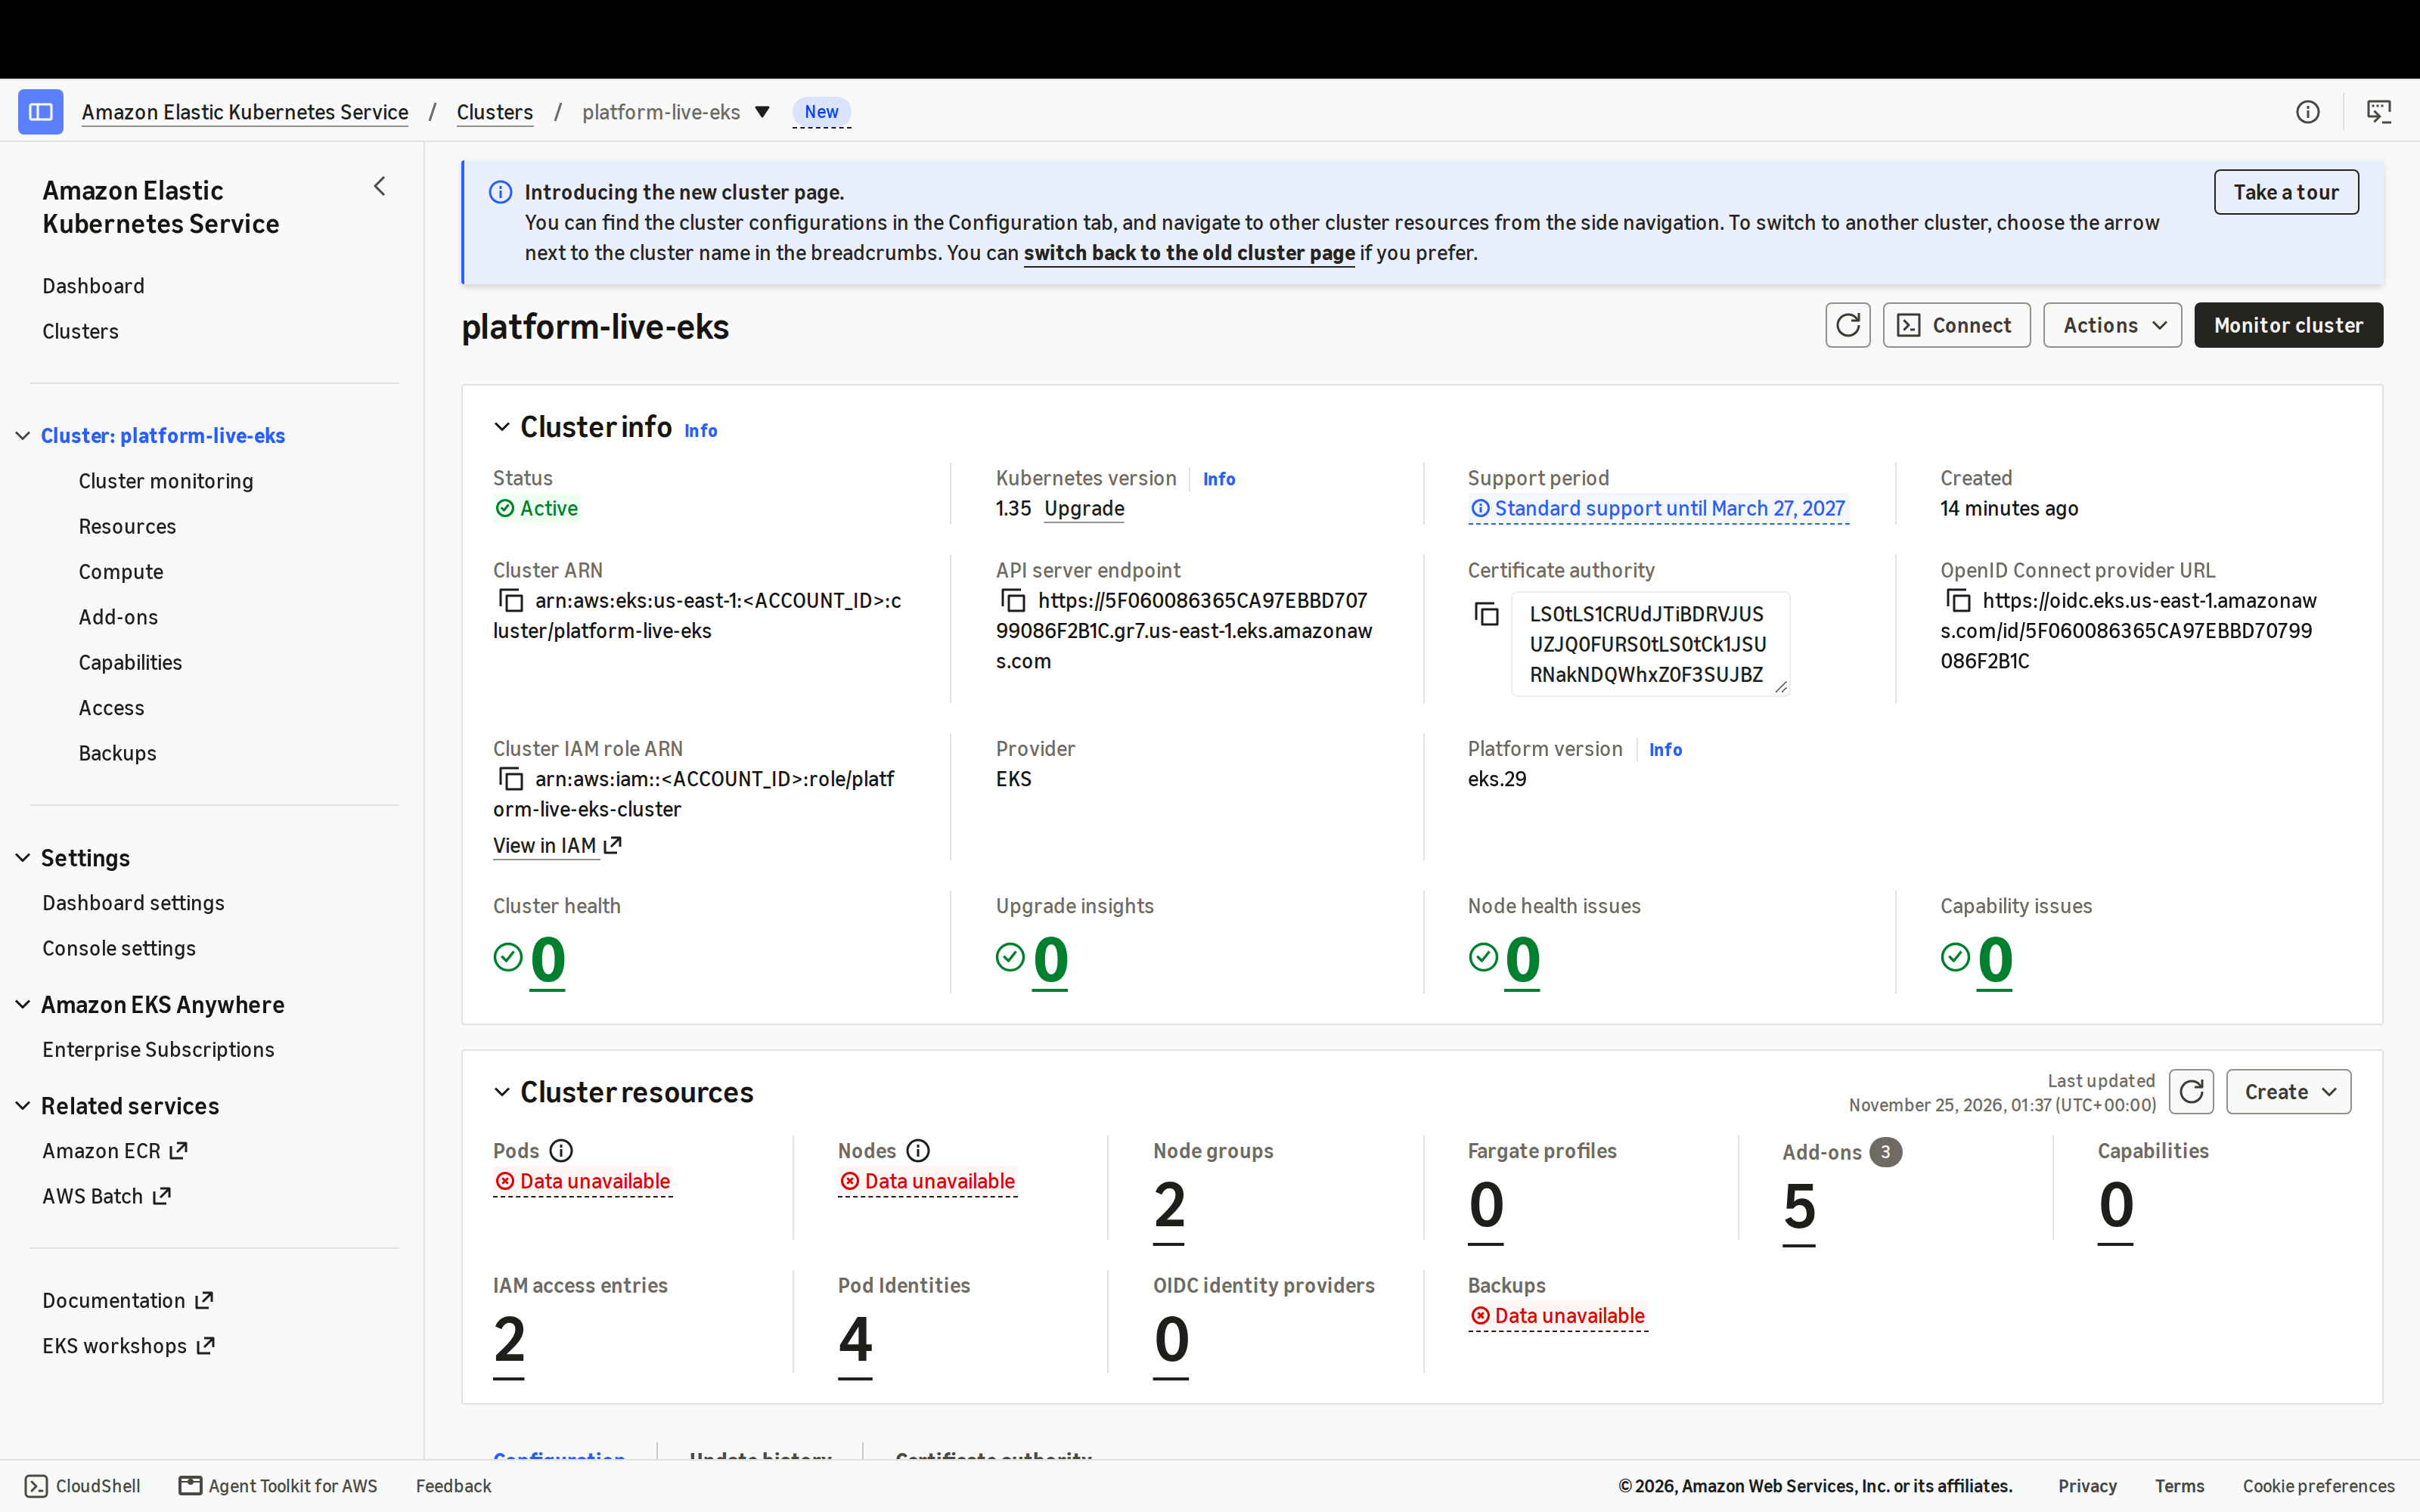 Amazon Elastic Kubernetes Service / Clusters / platform-live-eks New
Amazon Elastic
Kubernetes Service
Dashboard
Clusters
Cluster: platform-live-eks
Cluster monitoring
Resources
Compute
Add-ons
Capabilities
Access
Backups
Settings
Dashboard settings
Console settings
Amazon EKS Anywhere
Enterprise Subscriptions
Related services
Amazon ECR
AWS Batch
Documentation
EKS workshops
Introducing the new cluster page.
You can find the cluster configurations in the Configuration tab, and navigate to other cluster resources from the side navigation. To switch to another cluster, choose the arrow
next to the cluster name in the breadcrumbs. You can switch back to the old cluster page if you prefer.
Take a tour
platform-live-eks
Connect
Actions
Monitor cluster
Cluster info Info
Status
Active
Kubernetes version Info
1.35 Upgrade
Support period
Standard support until March 27, 2027
Created
14 minutes ago
Cluster ARN
arn:aws:eks:us-east-1:<ACCOUNT_ID>:c
luster/platform-live-eks
API server endpoint
https://5F060086365CA97EBBD707
99086F2B1C.gr7.us-east-1.eks.amazonaw
s.com
Certificate authority
LS0tLS1CRUdJTiBDRVJUS
UZJQ0FURS0tLS0tCk1JSU
RNakNDQWhxZ0F3SUJBZ
OpenID Connect provider URL
https://oidc.eks.us-east-1.amazonaw
s.com/id/5F060086365CA97EBBD70799
086F2B1C
Cluster IAM role ARN
arn:aws:iam::<ACCOUNT_ID>:role/platf
orm-live-eks-cluster
View in IAM
Provider
EKS
Platform version Info
eks.29
Cluster health
0
Upgrade insights
0
Node health issues
0
Capability issues
0
Cluster resources
Last updated
November 25, 2026, 01:37 (UTC+00:00)
Create
Pods
Data unavailable
Nodes
Data unavailable
Node groups
2
Fargate profiles
0
Add-ons 3
5
Capabilities
0
IAM access entries
2
Pod Identities
4
OIDC identity providers
0
Backups
Data unavailable
Configuration
Update history
Certificate authority
CloudShell
Agent Toolkit for AWS
Feedback
© 2026, Amazon Web Services, Inc. or its affiliates.
Privacy
Terms
Cookie preferences